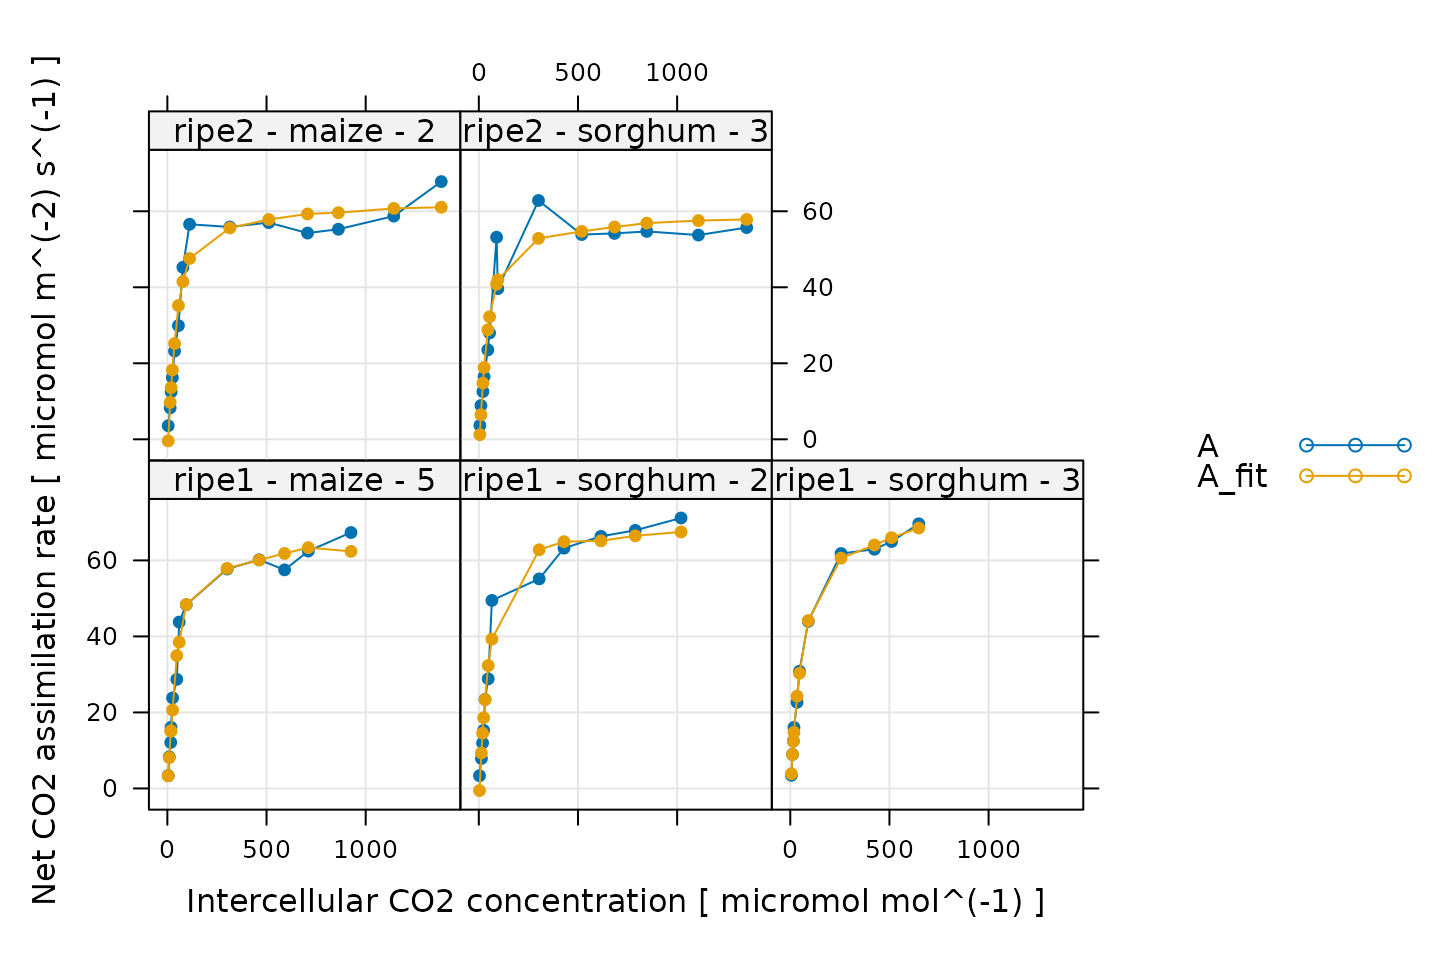 0 500 1000
ripe2 - maize - 2
ripe2 - sorghum - 3
60
40
20
0
ripe1 - maize - 5
ripe1 - sorghum - 2
ripe1 - sorghum - 3
60
40
20
0
0 500 1000
0 500 1000
Intercellular CO2 concentration [ micromol mol^(-1) ]
Net CO2 assimilation rate [ micromol m^(-2) s^(-1) ]
A
A_fit